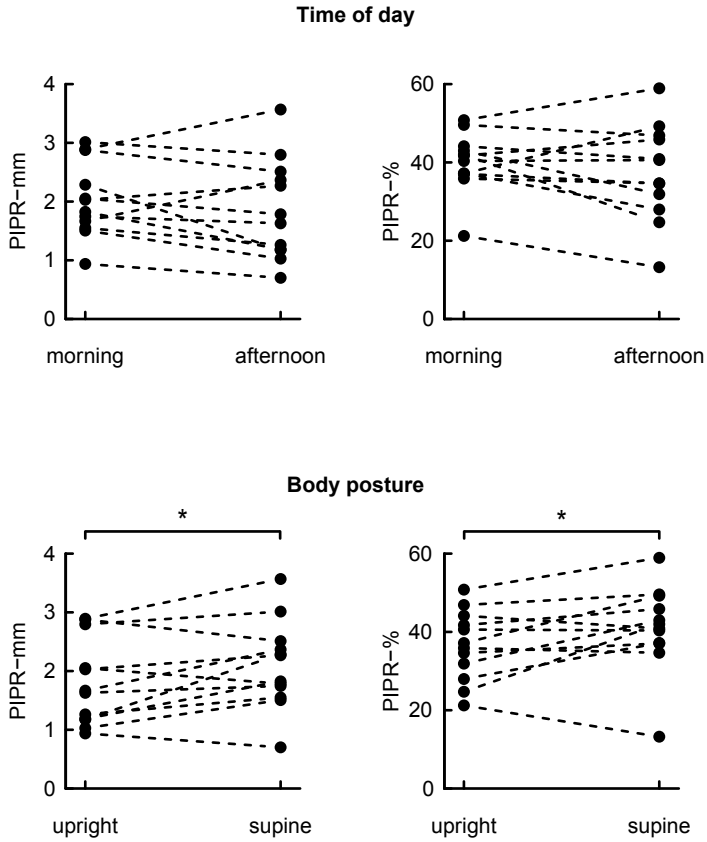 Time of day
4
3
2
1
0
PIPR−mm
morning
afternoon
60
40
20
0
PIPR−%
morning
afternoon
Body posture
*
4
3
2
1
0
PIPR−mm
upright
supine
*
60
40
20
0
PIPR−%
upright
supine